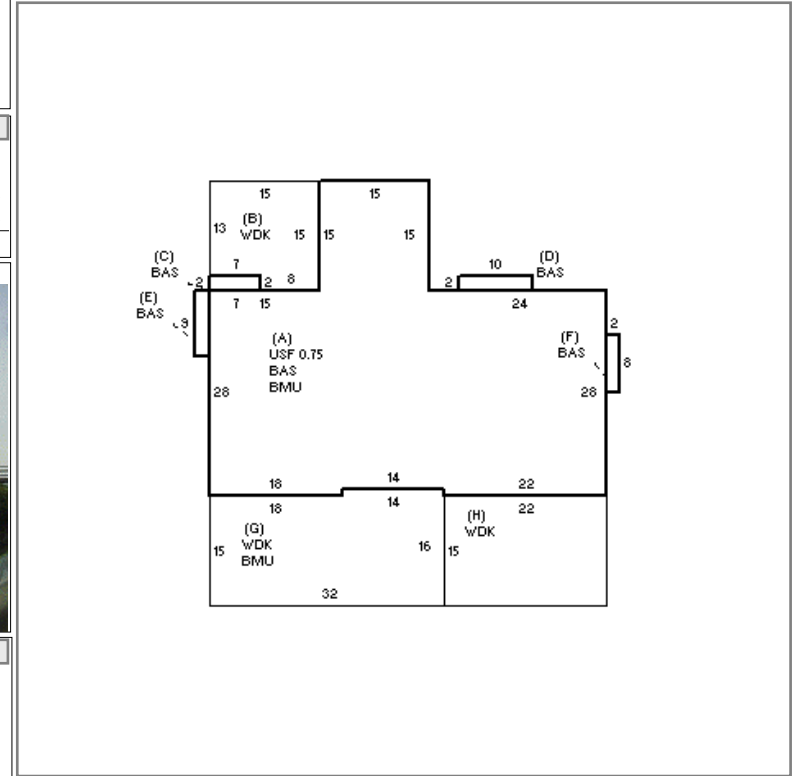 15 15
(B)
WDK
13 15 15 15
(C)
BAS
7
10
(D)
BAS
2 2 8 2
(E)
BAS
7 15 24
9
2
(A)
USF 0.75
BAS
BMU
(F)
BAS
8
28 28
14
18 22
18 14 22
(G)
WDK
BMU
(H)
WDK
15 16 15
32